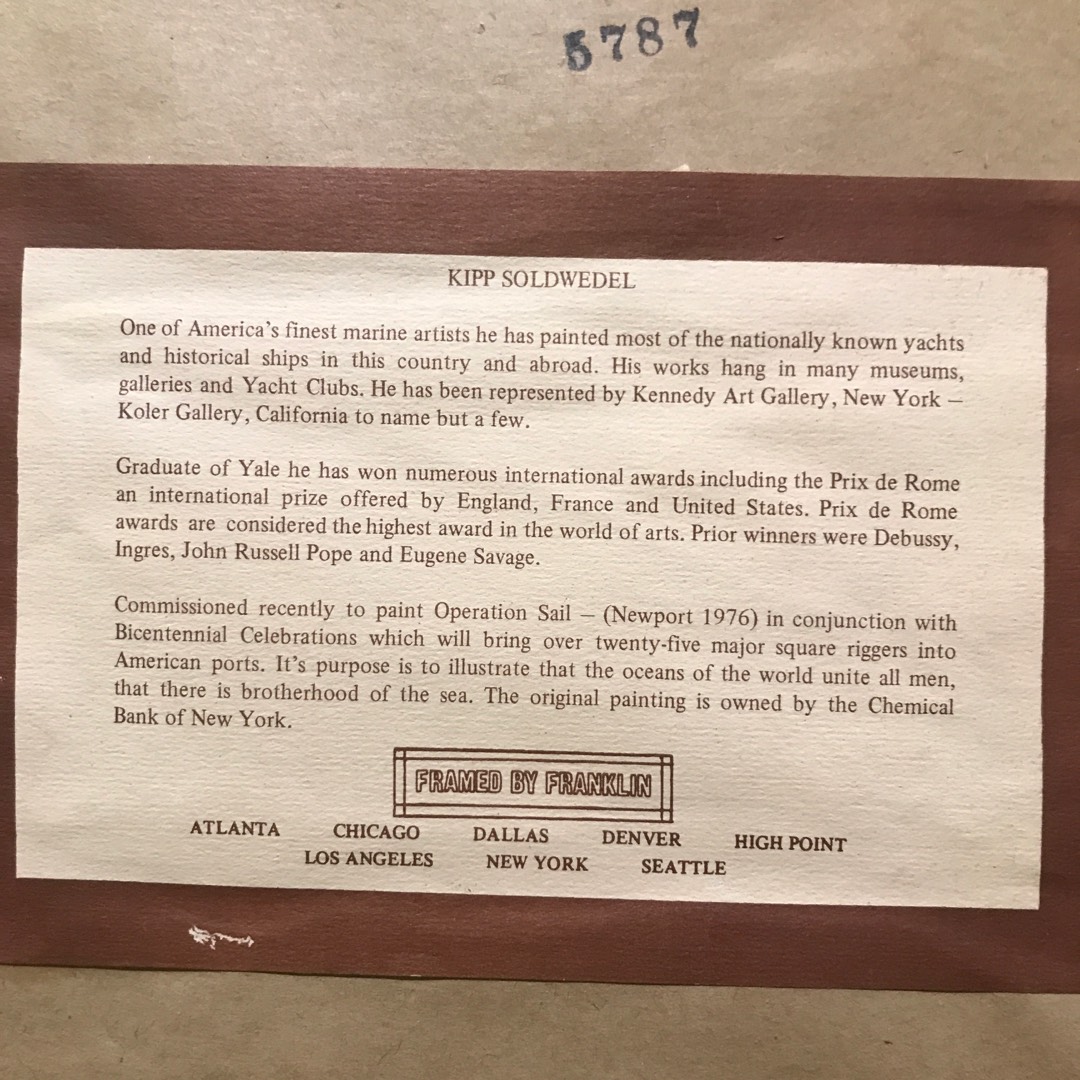 5787
KIPP SOLDWEDEL
One of America's finest marine artists he has painted most of the nationally known yachts
and historical ships in this country and abroad. His works hang in many museums,
galleries and Yacht Clubs. He has been represented by Kennedy Art Gallery, New York —
Koler Gallery, California to name but a few.
Graduate of Yale he has won numerous international awards including the Prix de Rome
an international prize offered by England, France and United States. Prix de Rome
awards are considered the highest award in the world of arts. Prior winners were Debussy,
Ingres, John Russell Pope and Eugene Savage.
Commissioned recently to paint Operation Sail — (Newport 1976) in conjunction with
Bicentennial Celebrations which will bring over twenty-five major square riggers into
American ports. It's purpose is to illustrate that the oceans of the world unite all men,
that there is brotherhood of the sea. The original painting is owned by the Chemical
Bank of New York.
FRAMED BY FRANKLIN
ATLANTA CHICAGO DALLAS DENVER HIGH POINT
LOS ANGELES NEW YORK SEATTLE